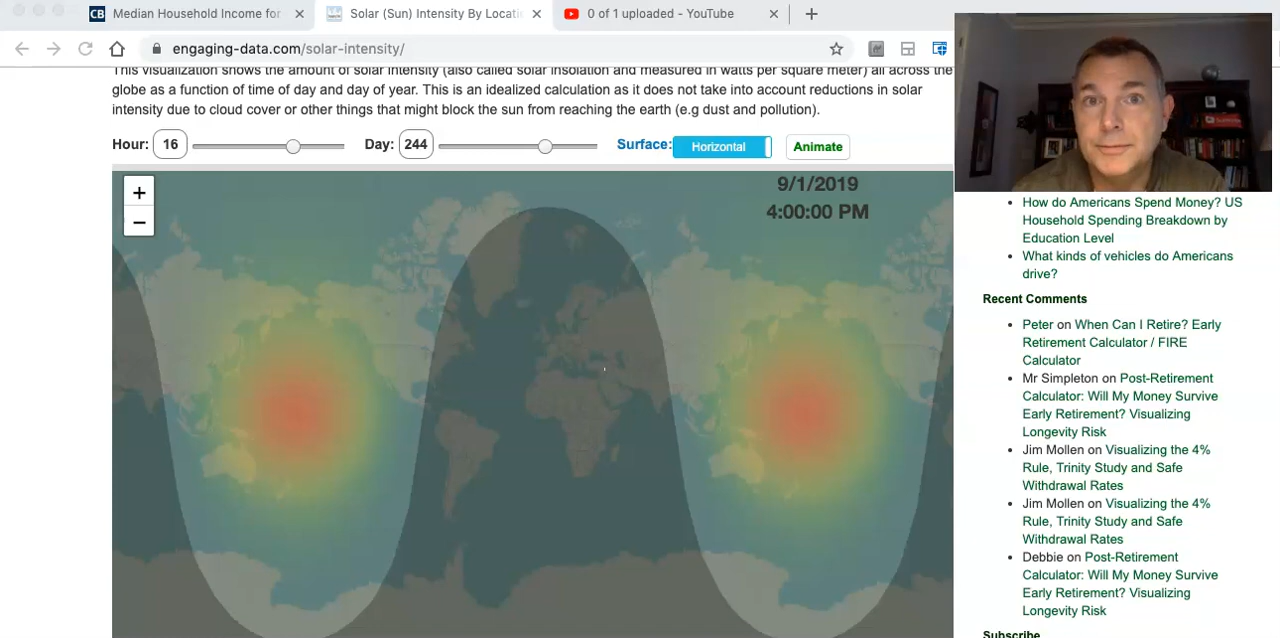 Median Household Income for
Solar (Sun) Intensity By Locati
0 of 1 uploaded - YouTube
engaging-data.com/solar-intensity/
This visualization shows the amount of solar intensity (also called solar insolation and measured in watts per square meter) all across the
globe as a function of time of day and day of year. This is an idealized calculation as it does not take into account reductions in solar
intensity due to cloud cover or other things that might block the sun from reaching the earth (e.g dust and pollution).
Hour: 16 Day: 244 Surface: Horizontal Animate
+
−
9/1/2019
4:00:00 PM
How do Americans Spend Money? US
Household Spending Breakdown by
Education Level
What kinds of vehicles do Americans
drive?
Recent Comments
Peter on When Can I Retire? Early
Retirement Calculator / FIRE
Calculator
Mr Simpleton on Post-Retirement
Calculator: Will My Money Survive
Early Retirement? Visualizing
Longevity Risk
Jim Mollen on Visualizing the 4%
Rule, Trinity Study and Safe
Withdrawal Rates
Jim Mollen on Visualizing the 4%
Rule, Trinity Study and Safe
Withdrawal Rates
Debbie on Post-Retirement
Calculator: Will My Money Survive
Early Retirement? Visualizing
Longevity Risk
Subscribe